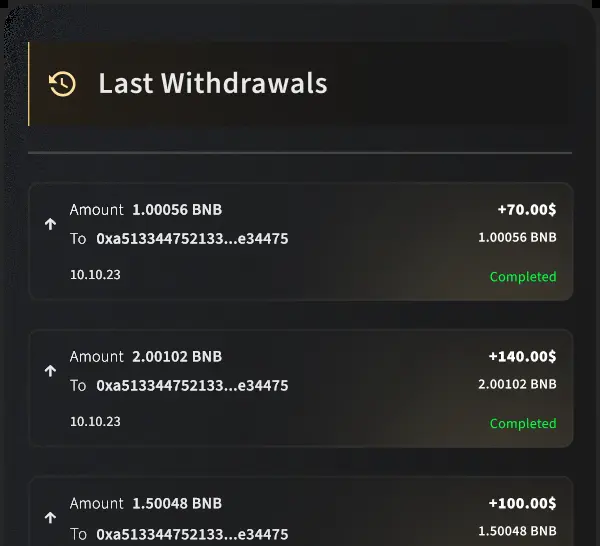 Last Withdrawals
Amount 1.00056 BNB +70.00$
To 0xa513344752133...e34475 1.00056 BNB
10.10.23 Completed
Amount 2.00102 BNB +140.00$
To 0xa513344752133...e34475 2.00102 BNB
10.10.23 Completed
Amount 1.50048 BNB +100.00$
To 0xa513344752133...e34475 1.50048 BNB